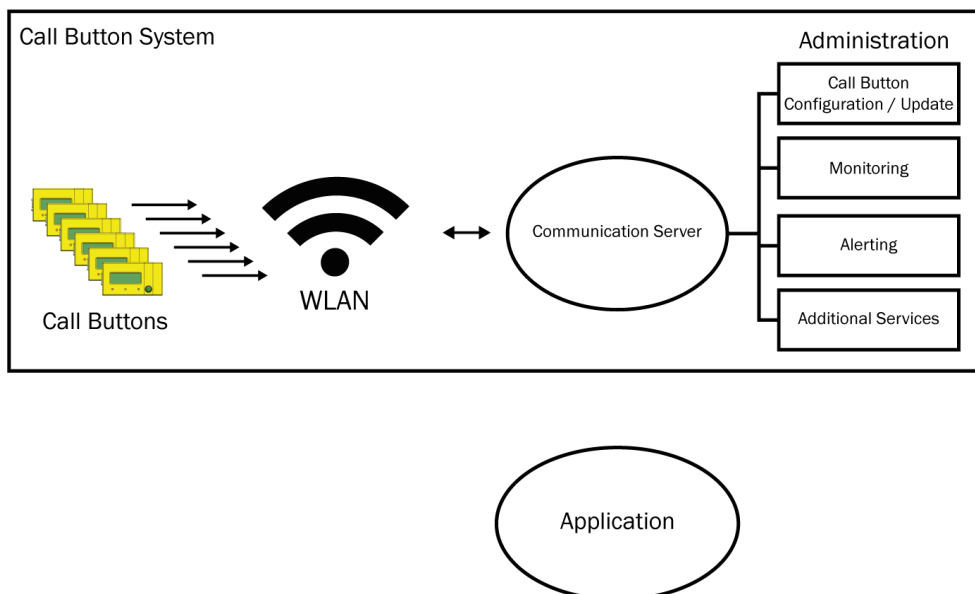 Call Button System
Administration
Call Button
Configuration / Update
Monitoring
Communication Server
Alerting
WLAN
Additional Services
Call Buttons
Application